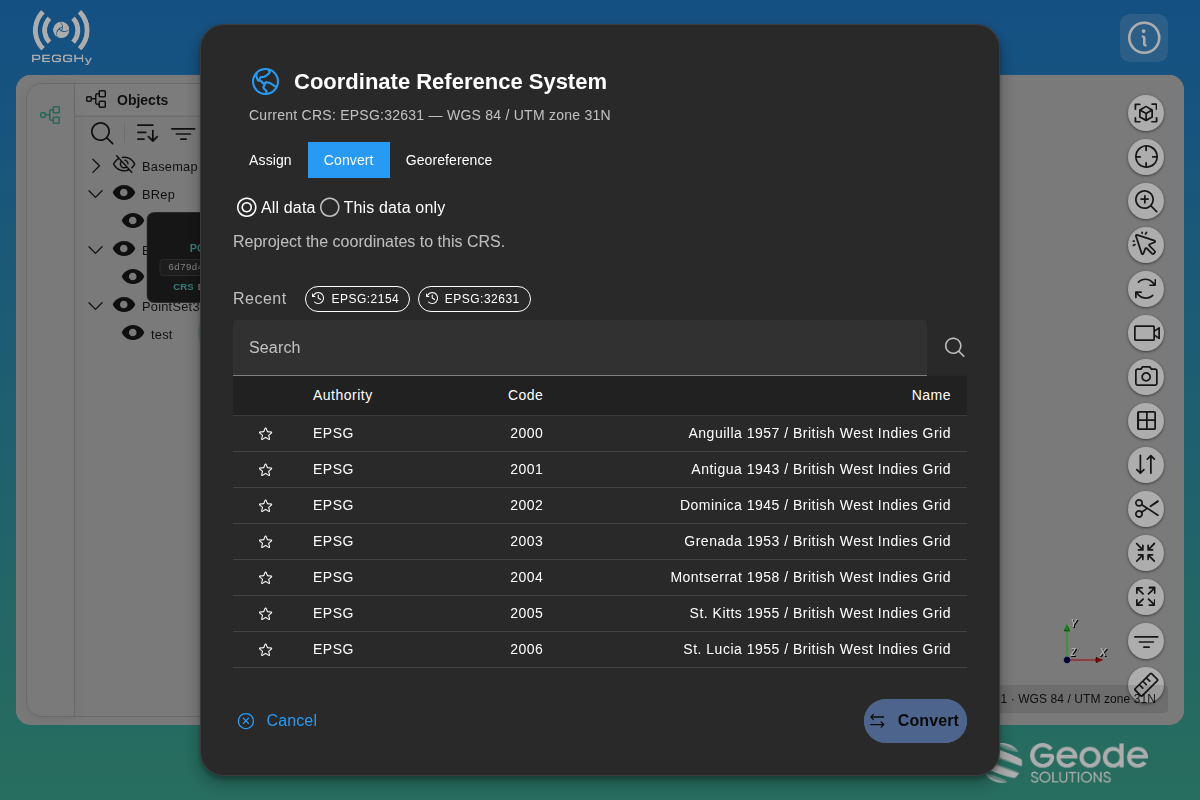 PEGGHy
Coordinate Reference System
Current CRS: EPSG:32631 — WGS 84 / UTM zone 31N
Assign
Convert
Georeference
All data
This data only
Reproject the coordinates to this CRS.
Recent
EPSG:2154
EPSG:32631
Search
Authority Code Name
EPSG 2000 Anguilla 1957 / British West Indies Grid
EPSG 2001 Antigua 1943 / British West Indies Grid
EPSG 2002 Dominica 1945 / British West Indies Grid
EPSG 2003 Grenada 1953 / British West Indies Grid
EPSG 2004 Montserrat 1958 / British West Indies Grid
EPSG 2005 St. Kitts 1955 / British West Indies Grid
EPSG 2006 St. Lucia 1955 / British West Indies Grid
Cancel
Convert
Objects
Basemap
BRep
6d79d
CRS
PointSet3
test
Y
Z X
1 · WGS 84 / UTM zone 31N
Geode
SOLUTIONS